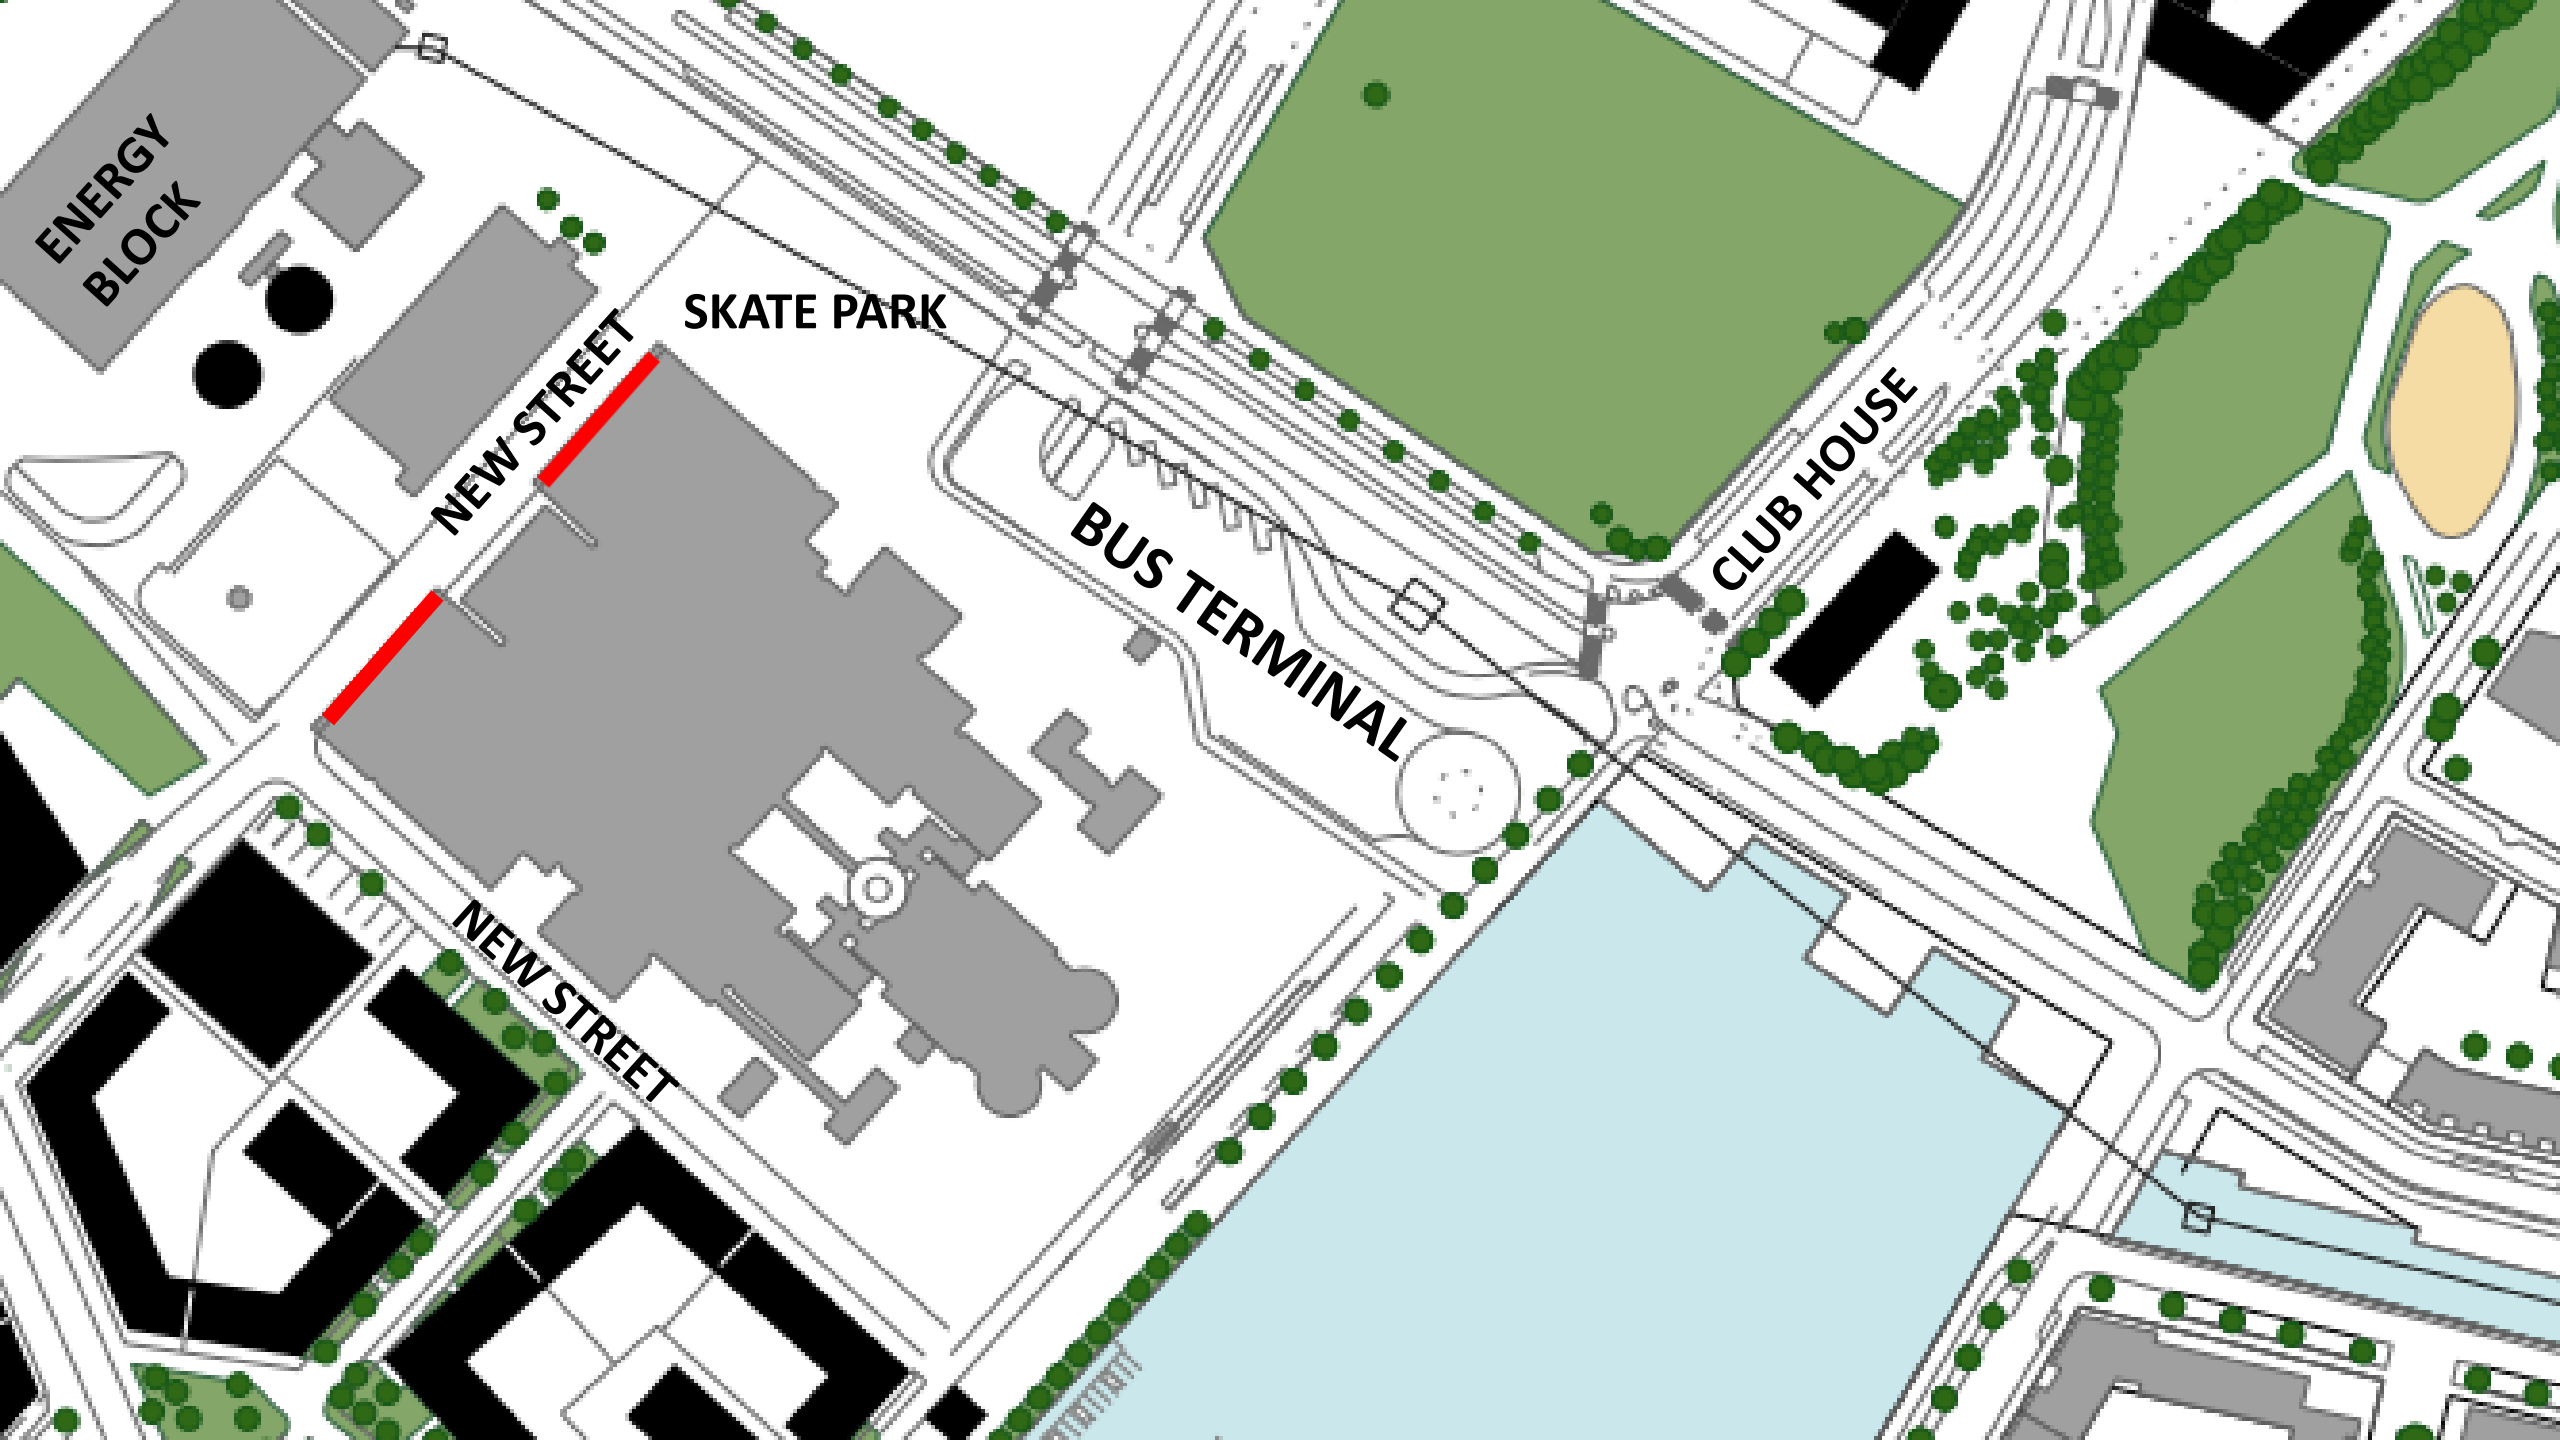 ENERGY
BLOCK
NEW STREET
SKATE PARK
BUS TERMINAL
CLUB HOUSE
NEW STREET